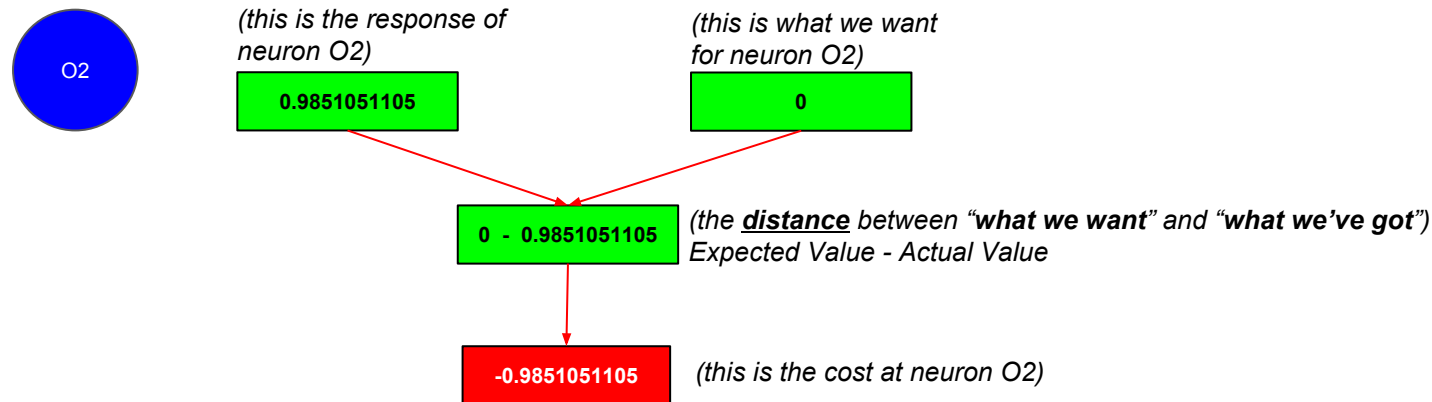 O2
(this is the response of
neuron O2)
(this is what we want
for neuron O2)
0.9851051105
0
0 - 0.9851051105
(the distance between “what we want” and “what we’ve got”)
Expected Value - Actual Value
-0.9851051105
(this is the cost at neuron O2)